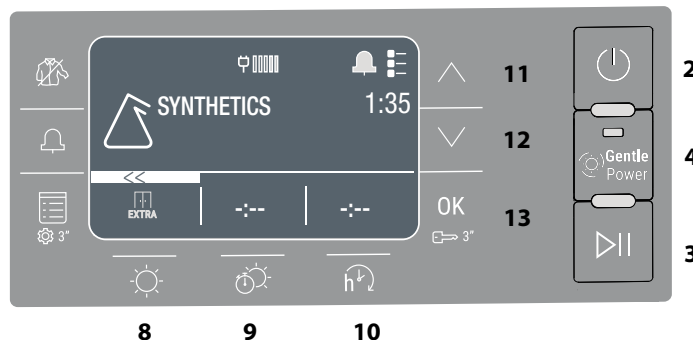 11
2
SYNTHETICS 1:35
12
Gentle
Power
4
<<
EXTRA -:-- -:--
OK
13
3"
3"
3
h
8 9 10